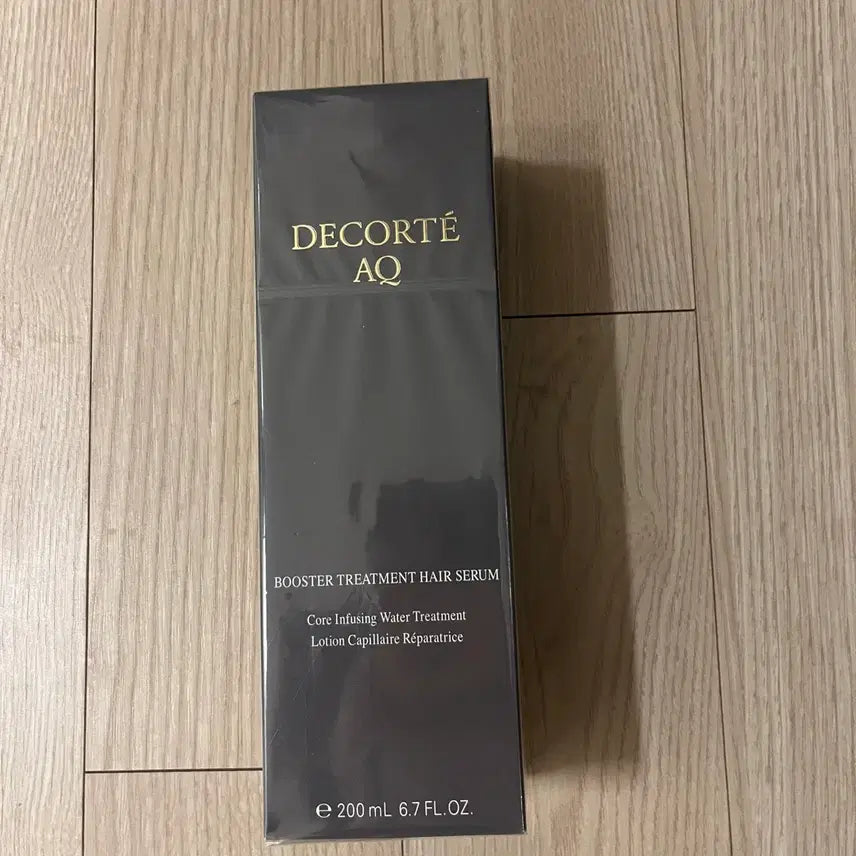 DECORTÉ
AQ
BOOSTER TREATMENT HAIR SERUM
Core Infusing Water Treatment
Lotion Capillaire Réparatrice
℮ 200 mL 6.7 FL.OZ.